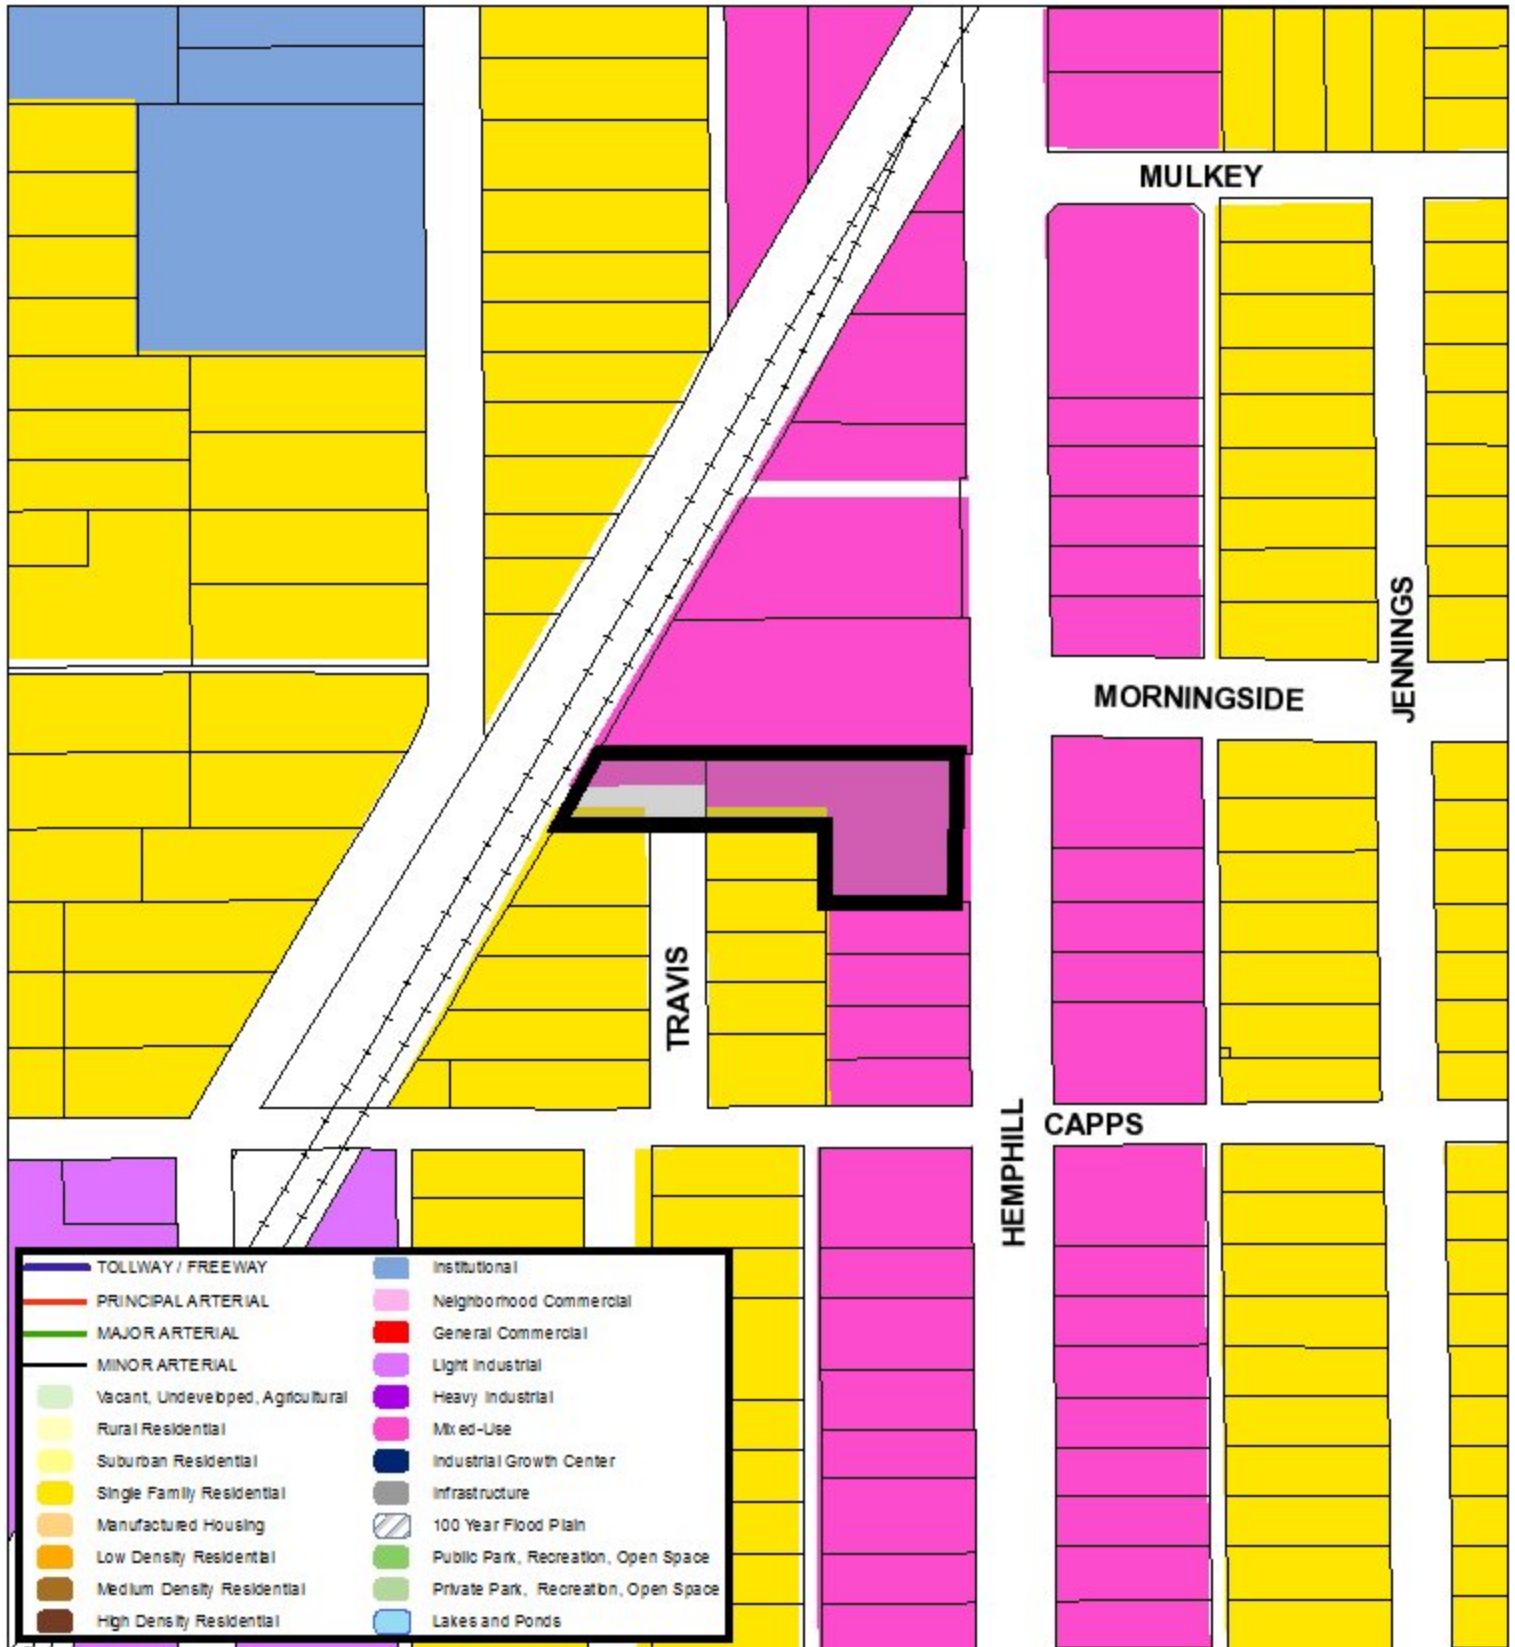 MULKEY
JENNINGS
MORNINGSIDE
TRAVIS
HEMPHILL
CAPPS
TOLLWAY / FREEWAY
PRINCIPAL ARTERIAL
MAJOR ARTERIAL
MINOR ARTERIAL
Vacant, Undeveloped, Agricultural
Rural Residential
Suburban Residential
Single Family Residential
Manufactured Housing
Low Density Residential
Medium Density Residential
High Density Residential
Institutional
Neighborhood Commercial
General Commercial
Light Industrial
Heavy Industrial
Mixed-Use
Industrial Growth Center
Infrastructure
100 Year Flood Plain
Public Park, Recreation, Open Space
Private Park, Recreation, Open Space
Lakes and Ponds